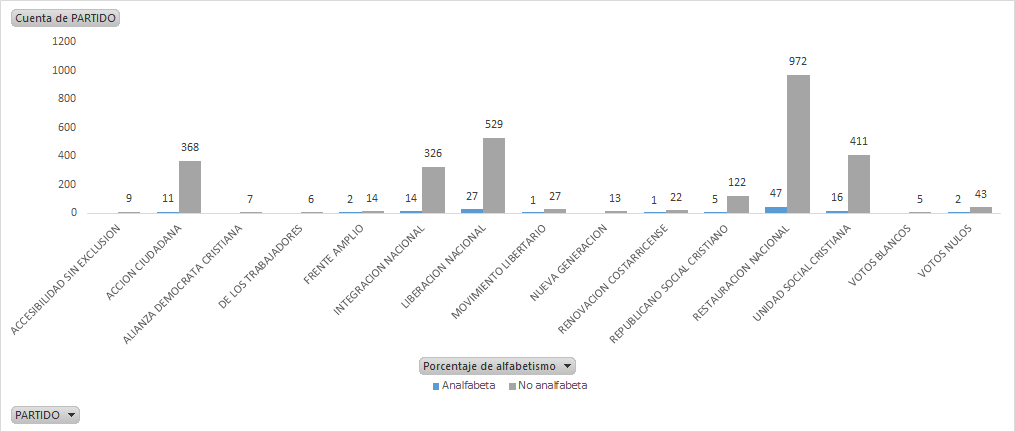 Cuenta de PARTIDO
1200
1000
800
600
400
200
0
9
11
368
7
6
2
14
14
326
27
529
1
27
13
1
22
5
122
47
972
16
411
5
2
43
ACCESIBILIDAD SIN EXCLUSION
ACCION CIUDADANA
ALIANZA DEMOCRATA CRISTIANA
DE LOS TRABAJADORES
FRENTE AMPLIO
INTEGRACION NACIONAL
LIBERACION NACIONAL
MOVIMIENTO LIBERTARIO
NUEVA GENERACION
RENOVACION COSTARRICENSE
REPUBLICANO SOCIAL CRISTIANO
RESTAURACION NACIONAL
UNIDAD SOCIAL CRISTIANA
VOTOS BLANCOS
VOTOS NULOS
Porcentaje de alfabetismo
Analfabeta No analfabeta
PARTIDO